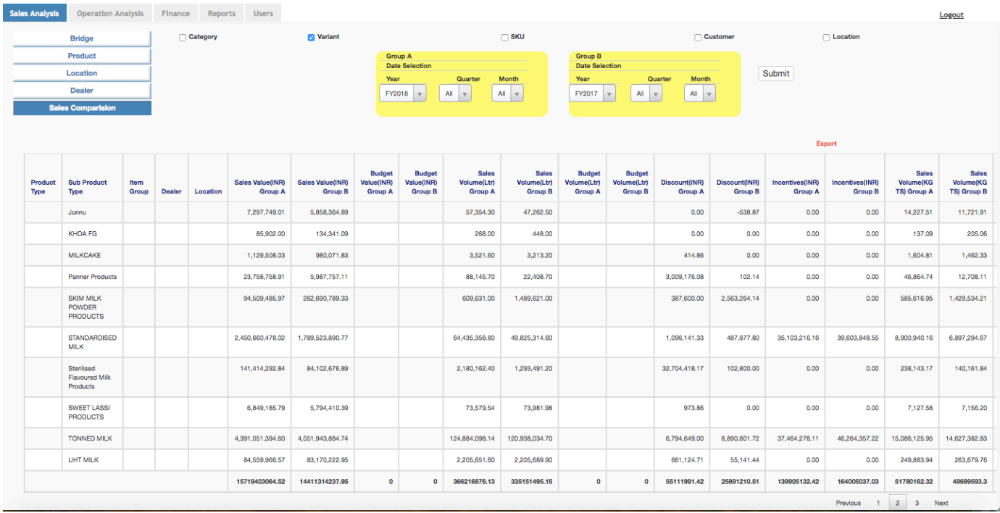 Sales Analysis Operation Analysis Finance Reports Users Logout
Bridge
Product
Location
Dealer
Sales Comparision
Category Variant SKU Customer Location
Group A
Date Selection
Year Quarter Month
FY2018 All All
Group B
Date Selection
Year Quarter Month
FY2017 All All
Submit
Export
Product Type Sub Product Type Item Group Dealer Location Sales Value(INR) Group A Sales Value(INR) Group B Budget Value(INR) Group A Budget Value(INR) Group B Sales Volume(Ltr) Group A Sales Volume(Ltr) Group B Budget Volume(Ltr) Group A Budget Volume(Ltr) Group B Discount(INR) Group A Discount(INR) Group B Incentives(INR) Group A Incentives(INR) Group B Sales Volume(KG TS) Group A Sales Volume(KG TS) Group B
Junnu 7,297,749.01 5,858,364.89 57,354.30 47,262.50 0.00 -538.87 0.00 0.00 14,227.51 11,721.91
KHOA FG 85,902.00 134,341.09 268.00 448.00 0.00 0.00 0.00 0.00 137.09 205.06
MILKCAKE 1,129,508.03 980,071.83 3,521.60 3,213.20 414.86 0.00 0.00 0.00 1,604.81 1,462.33
Panner Products 23,758,758.91 5,987,757.11 88,145.70 22,408.70 3,009,176.08 102.14 0.00 0.00 46,864.74 12,708.11
SKIM MILK POWDER PRODUCTS 94,509,485.97 262,690,789.33 609,631.00 1,489,621.00 387,600.00 2,563,264.14 0.00 0.00 585,616.95 1,429,534.21
STANDARDISED MILK 2,450,660,478.02 1,789,523,890.77 64,435,358.80 49,825,314.60 1,096,141.33 487,877.80 35,103,216.16 39,603,848.55 8,900,940.16 6,897,294.67
Sterilised Flavoured Milk Products 141,414,292.84 84,102,676.89 2,180,162.40 1,293,491.20 32,704,418.17 102,800.00 0.00 0.00 238,143.17 140,161.84
SWEET LASSI PRODUCTS 6,849,185.79 5,794,410.39 73,579.54 73,981.98 973.86 0.00 0.00 0.00 7,127.58 7,156.20
TONNED MILK 4,391,051,394.60 4,051,943,884.74 124,884,098.14 120,938,034.70 6,794,649.00 8,890,801.72 37,464,278.11 46,264,357.22 15,086,125.95 14,627,382.83
UHT MILK 84,559,966.57 83,170,222.95 2,205,651.60 2,205,689.90 661,124.71 55,141.44 0.00 0.00 249,883.94 263,679.76
15719403064.52 14411314237.95 0 0 366216876.13 335151495.15 0 0 55111991.42 25891210.51 139905132.42 164005037.03 51780162.32 49689593.3
Previous 1 2 3 Next